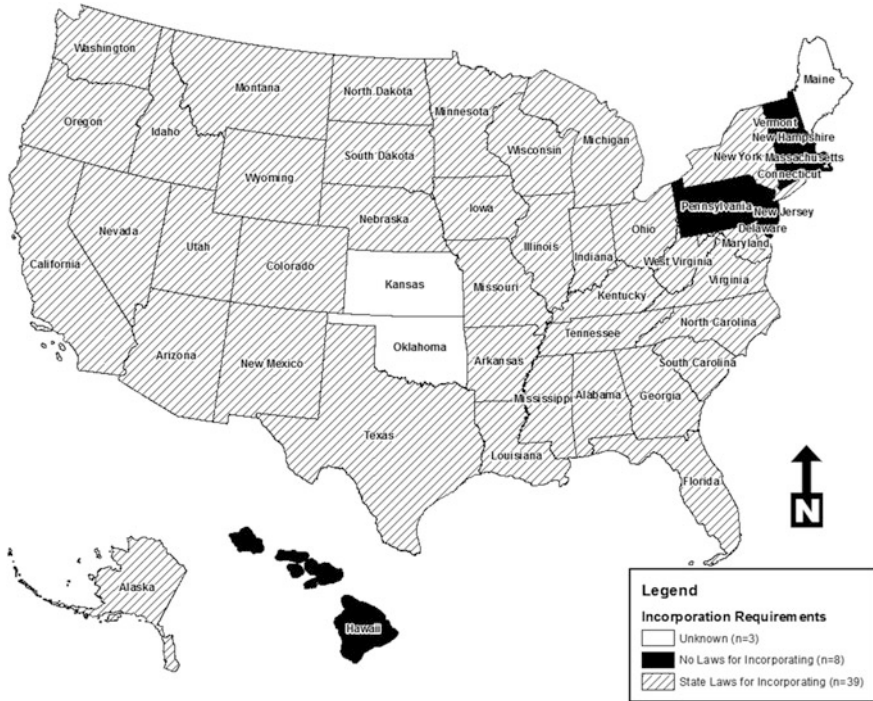 Washington
Montana
North Dakota
Minnesota
Maine
Oregon
Idaho
Wyoming
South Dakota
Wisconsin
Michigan
Vermont
New Hampshire
New York
Massachusetts
Connecticut
Nevada
Utah
California
Colorado
Nebraska
Iowa
Illinois
Indiana
Ohio
Pennsylvania
New Jersey
Delaware
Maryland
West Virginia
Virginia
Kansas
Missouri
Kentucky
Arizona
New Mexico
Oklahoma
Arkansas
Tennessee
North Carolina
South Carolina
Texas
Louisiana
Mississippi
Alabama
Georgia
Florida
Alaska
Hawaii
N
Legend
Incorporation Requirements
Unknown (n=3)
No Laws for Incorporating (n=8)
State Laws for Incorporating (n=39)